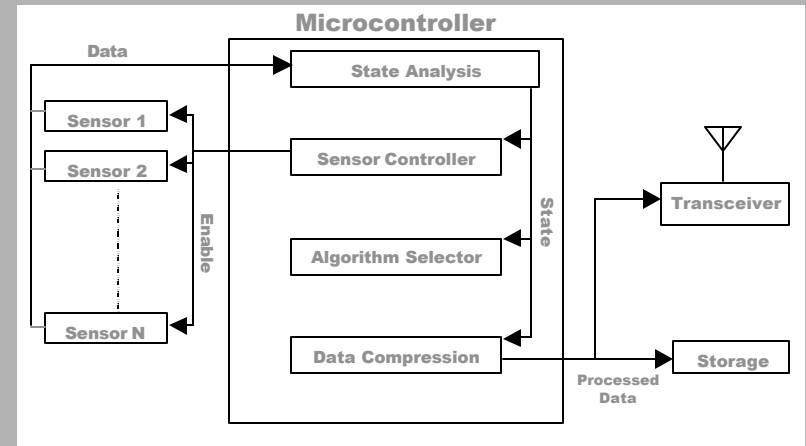 Microcontroller
Data
State Analysis
Sensor 1
Sensor 2
Sensor Controller
Transceiver
Enable
State
Algorithm Selector
Sensor N
Data Compression
Storage
Processed
Data